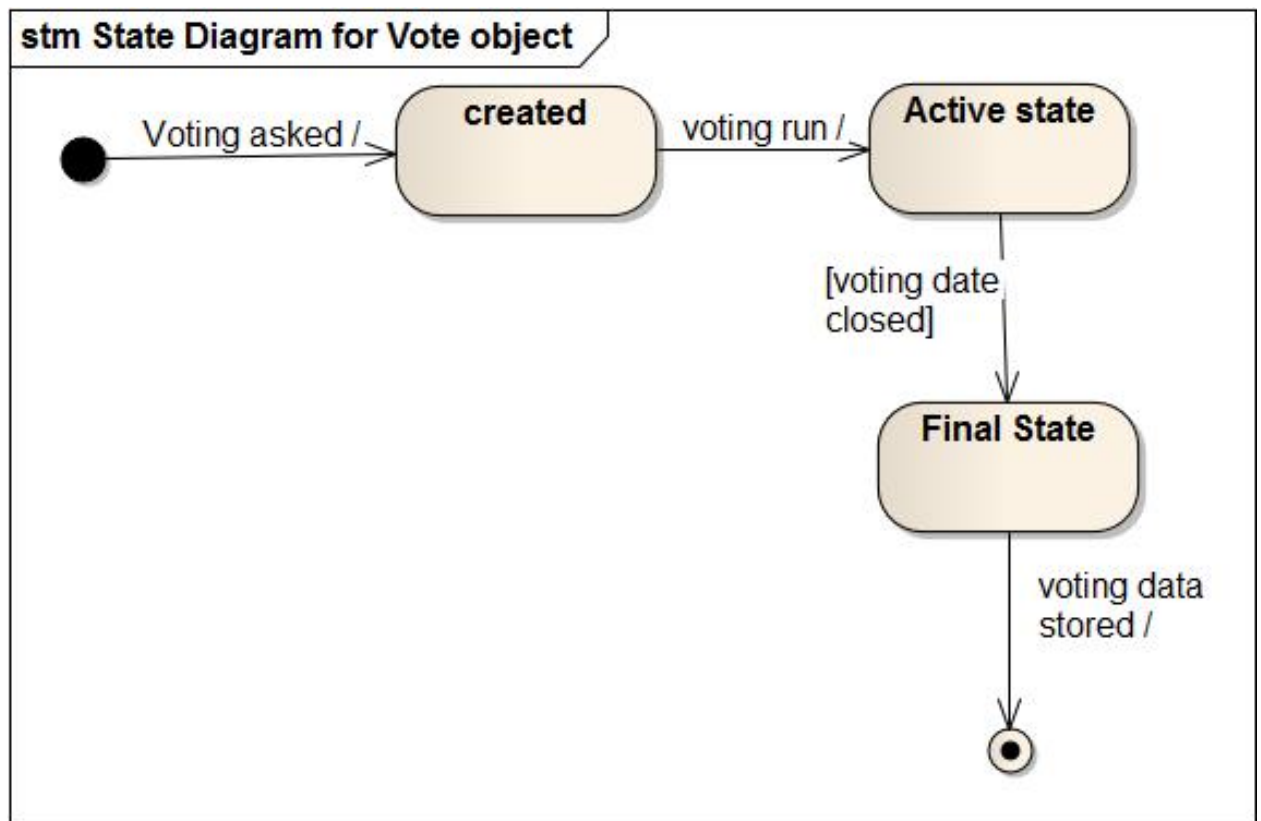 stm State Diagram for Vote object
Voting asked /
created
voting run /
Active state
[voting date
closed]
Final State
voting data
stored /